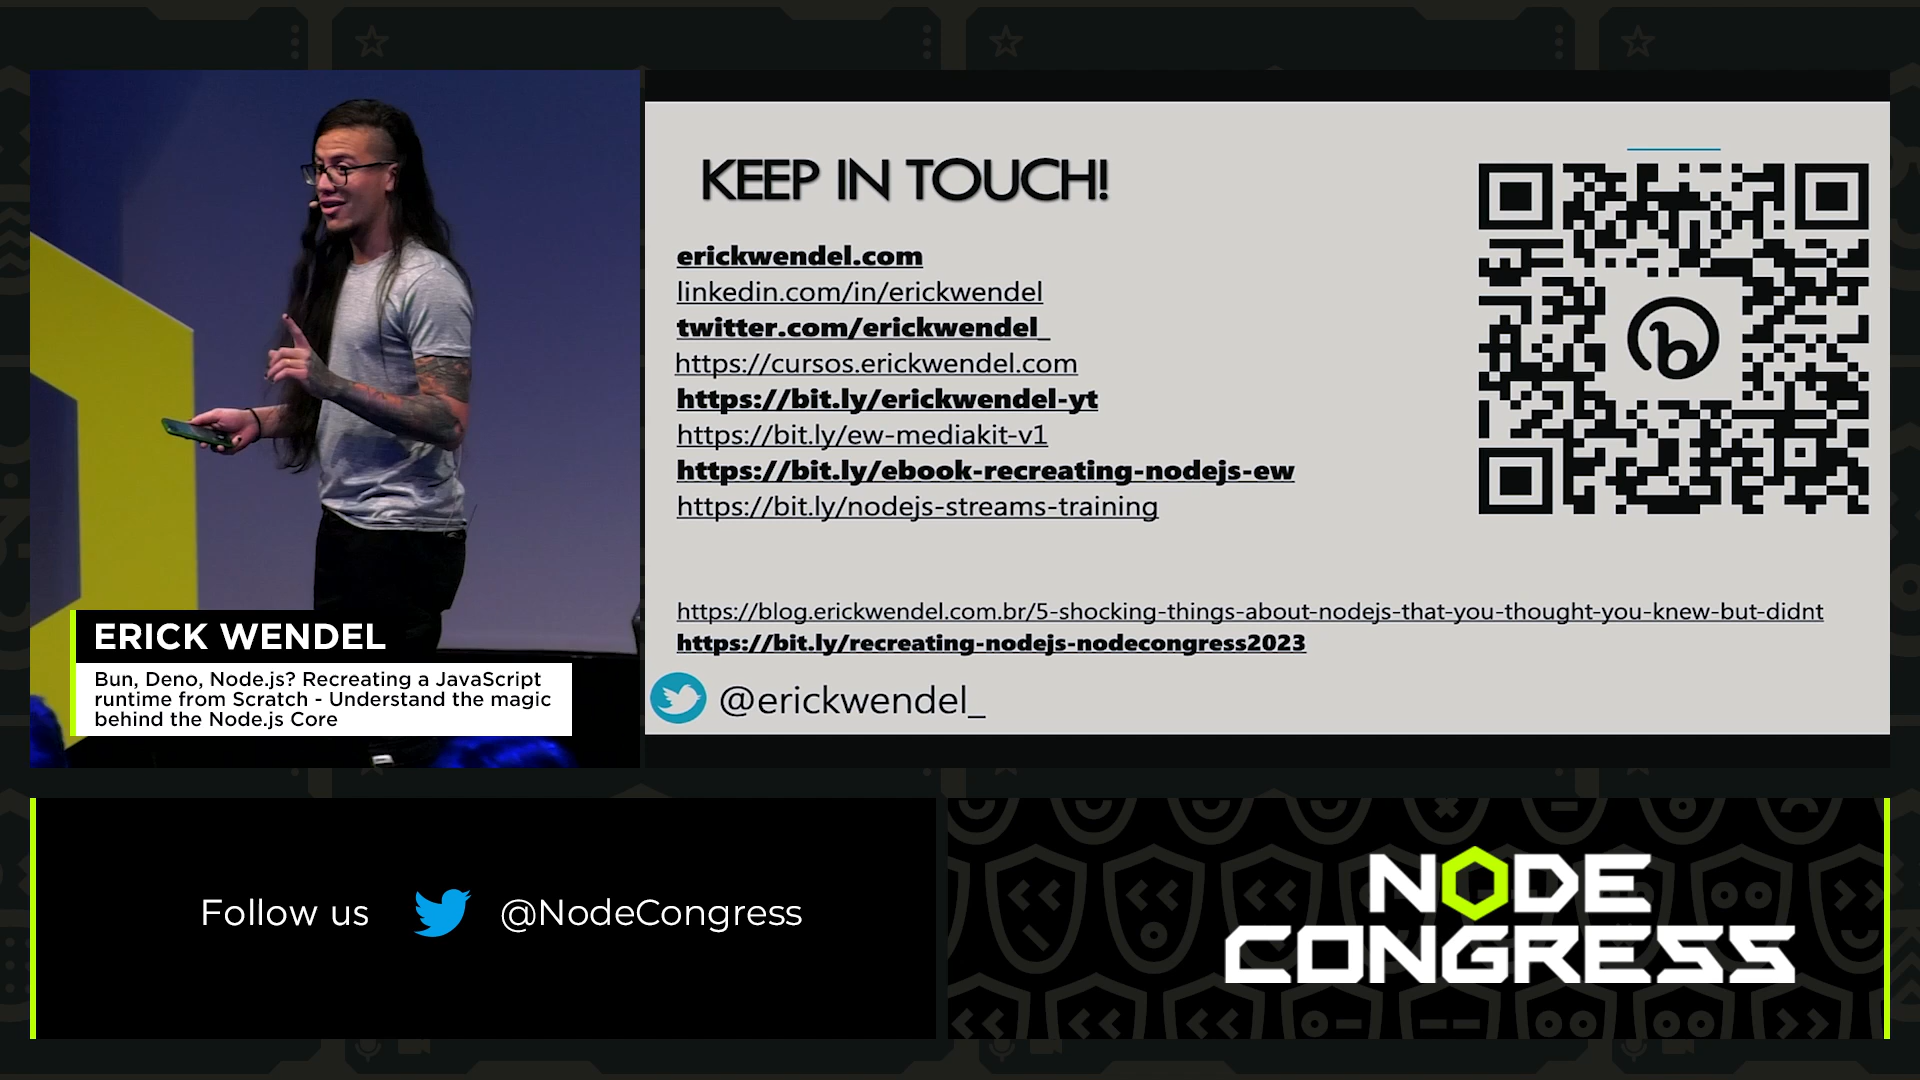 KEEP IN TOUCH!
erickwendel.com
linkedin.com/in/erickwendel
twitter.com/erickwendel_
https://cursos.erickwendel.com
https://bit.ly/erickwendel-yt
https://bit.ly/ew-mediakit-v1
https://bit.ly/ebook-recreating-nodejs-ew
https://bit.ly/nodejs-streams-training
https://blog.erickwendel.com.br/5-shocking-things-about-nodejs-that-you-thought-you-knew-but-didnt
https://bit.ly/recreating-nodejs-nodecongress2023
@erickwendel_
ERICK WENDEL
Bun, Deno, Node.js? Recreating a JavaScript
runtime from Scratch - Understand the magic
behind the Node.js Core
Follow us @NodeCongress
NODE
CONGRESS